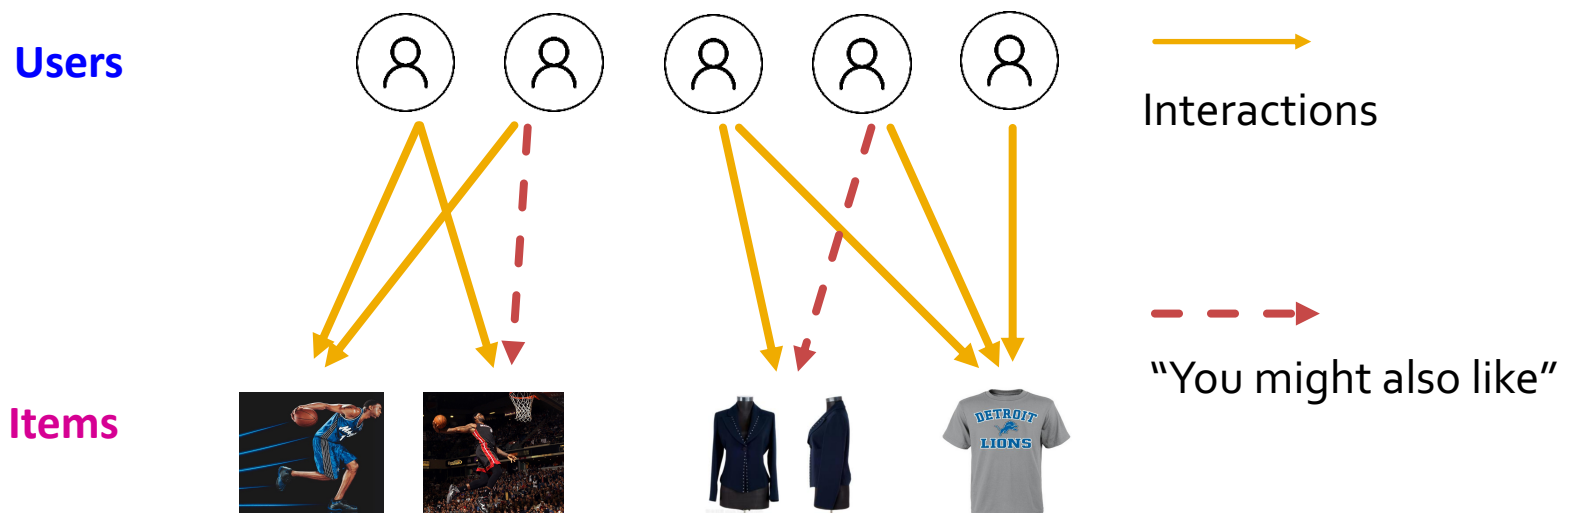 Users
Interactions
“You might also like”
Items
DETROIT
LIONS